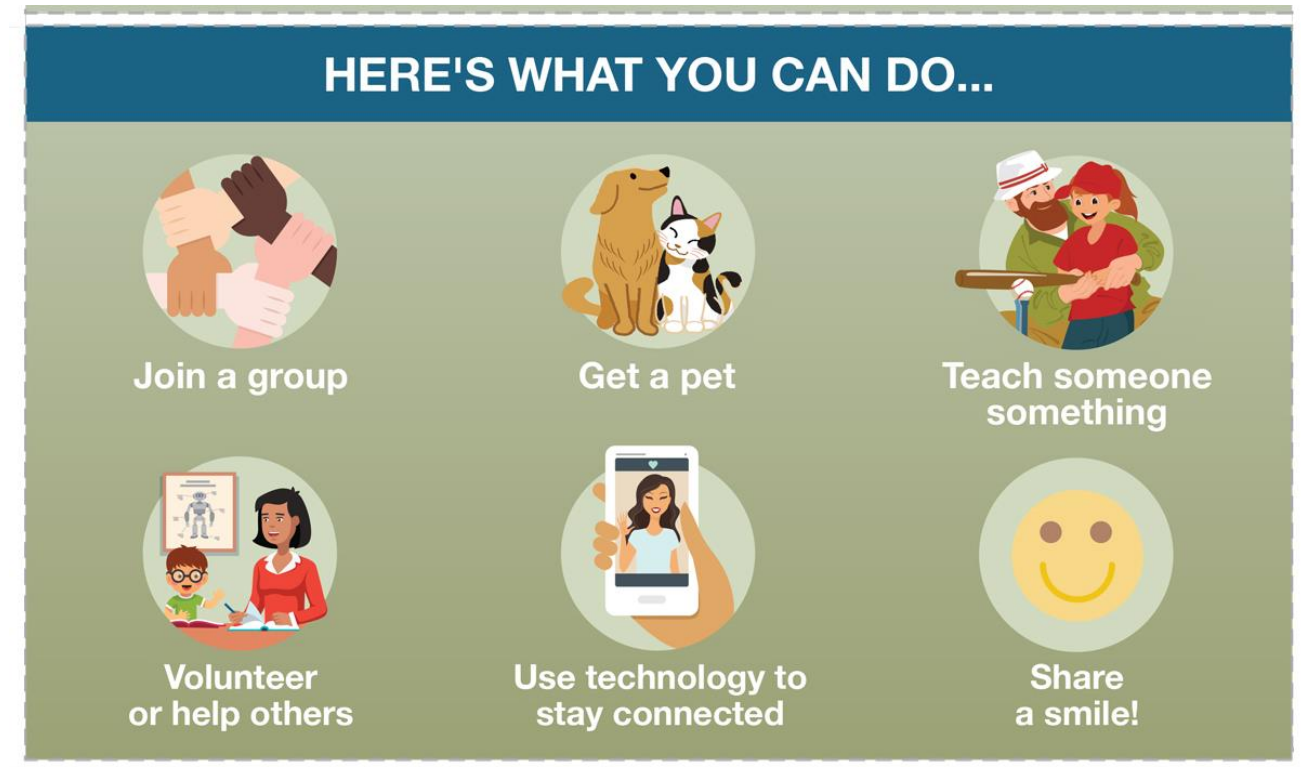 HERE'S WHAT YOU CAN DO...
Join a group
Get a pet
Teach someone
something
Volunteer
or help others
Use technology to
stay connected
Share
a smile!